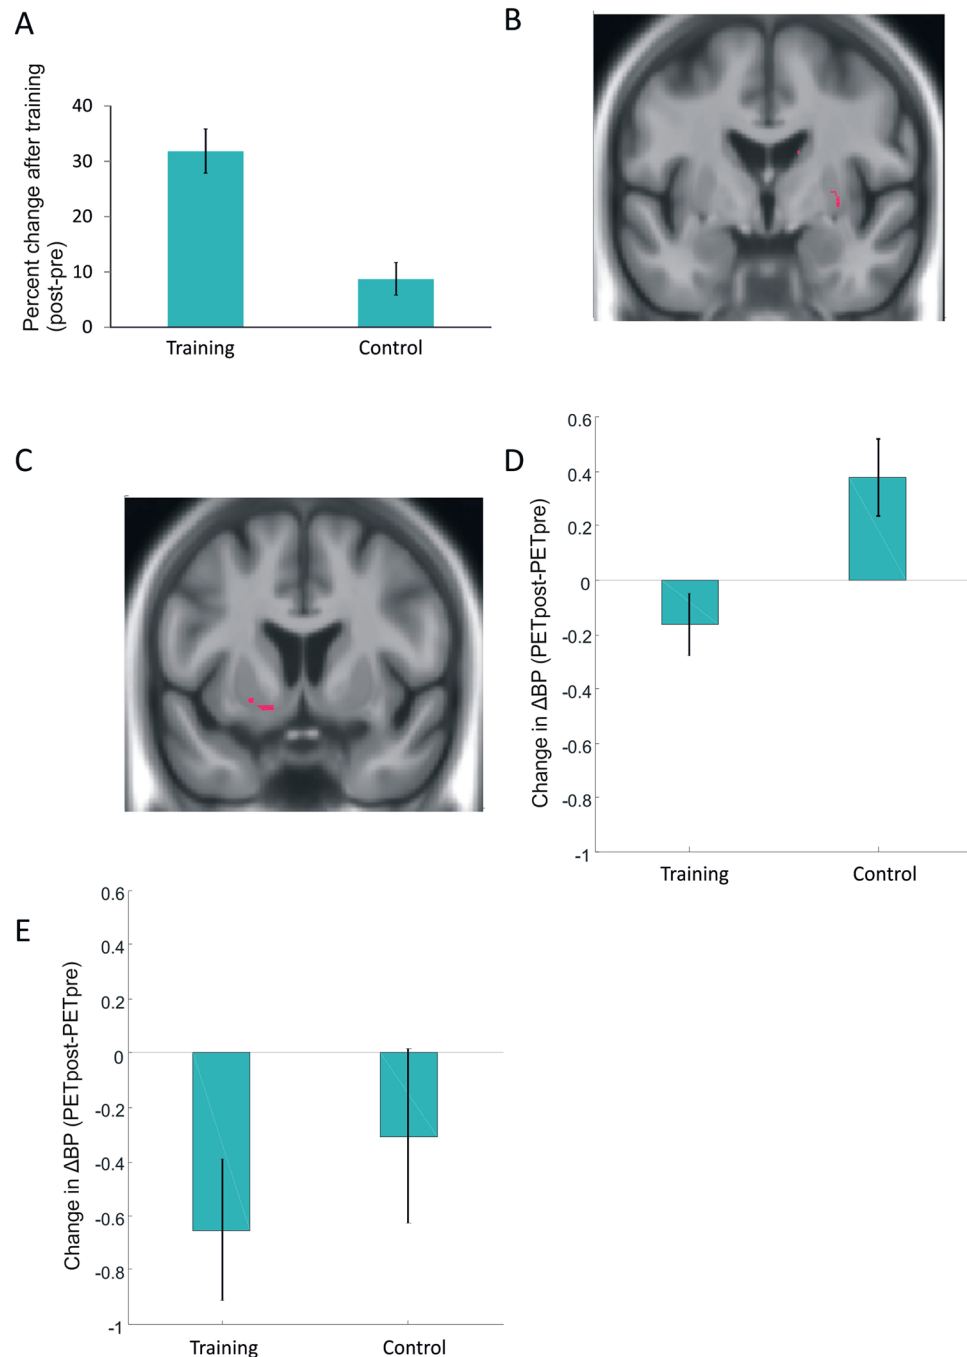 A
Percent change after training
(post-pre)
40
30
20
10
0
Training
Control
B
C
D
Change in ΔBP (PETpost-PETpre)
0.6
0.4
0.2
0
-0.2
-0.4
-0.6
-0.8
-1
Training
Control
E
Change in ΔBP (PETpost-PETpre)
0.6
0.4
0.2
0
-0.2
-0.4
-0.6
-0.8
-1
Training
Control